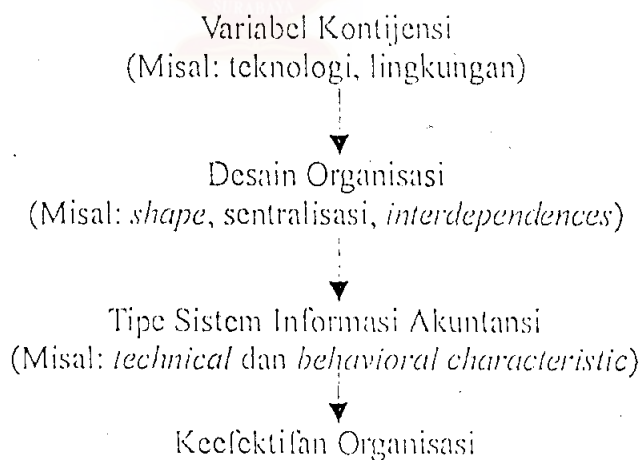 Variabel Kontijensi
(Misal: teknologi, lingkungan)
Desain Organisasi
(Misal: shape, sentralisasi, interdependences)
Tipe Sistem Informasi Akuntansi
(Misal: technical dan behavioral characteristic)
Keefektifan Organisasi